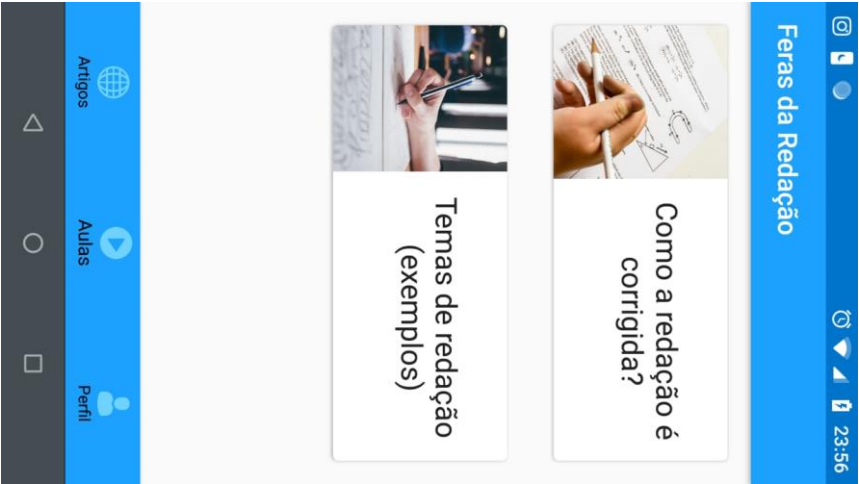 23:56
Feras da Redação
Como a redação é
corrigida?
Temas de redação
(exemplos)
Artigos
Aulas
Perfil